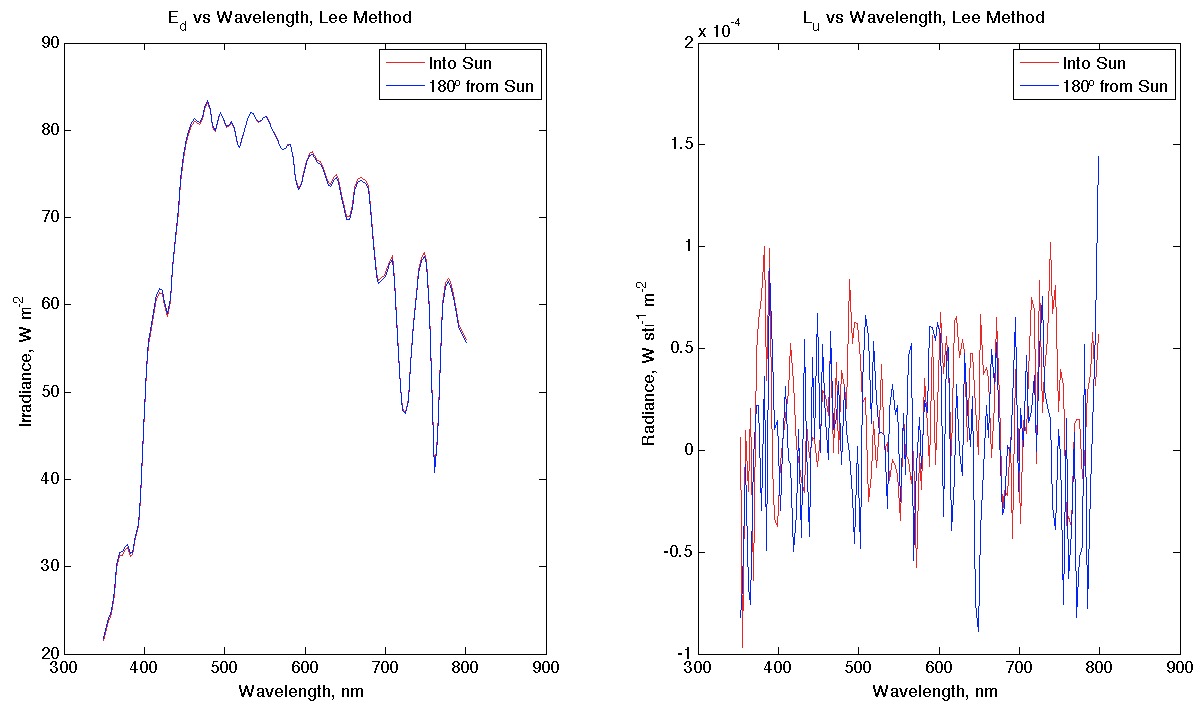 E_d vs Wavelength, Lee Method
Into Sun
180º from Sun
90
80
70
60
50
40
30
20
300 400 500 600 700 800 900
Irradiance, W m^-2
Wavelength, nm
L_u vs Wavelength, Lee Method
x 10^-4
Into Sun
180º from Sun
2
1.5
1
0.5
0
-0.5
-1
300 400 500 600 700 800 900
Radiance, W str^-1 m^-2
Wavelength, nm